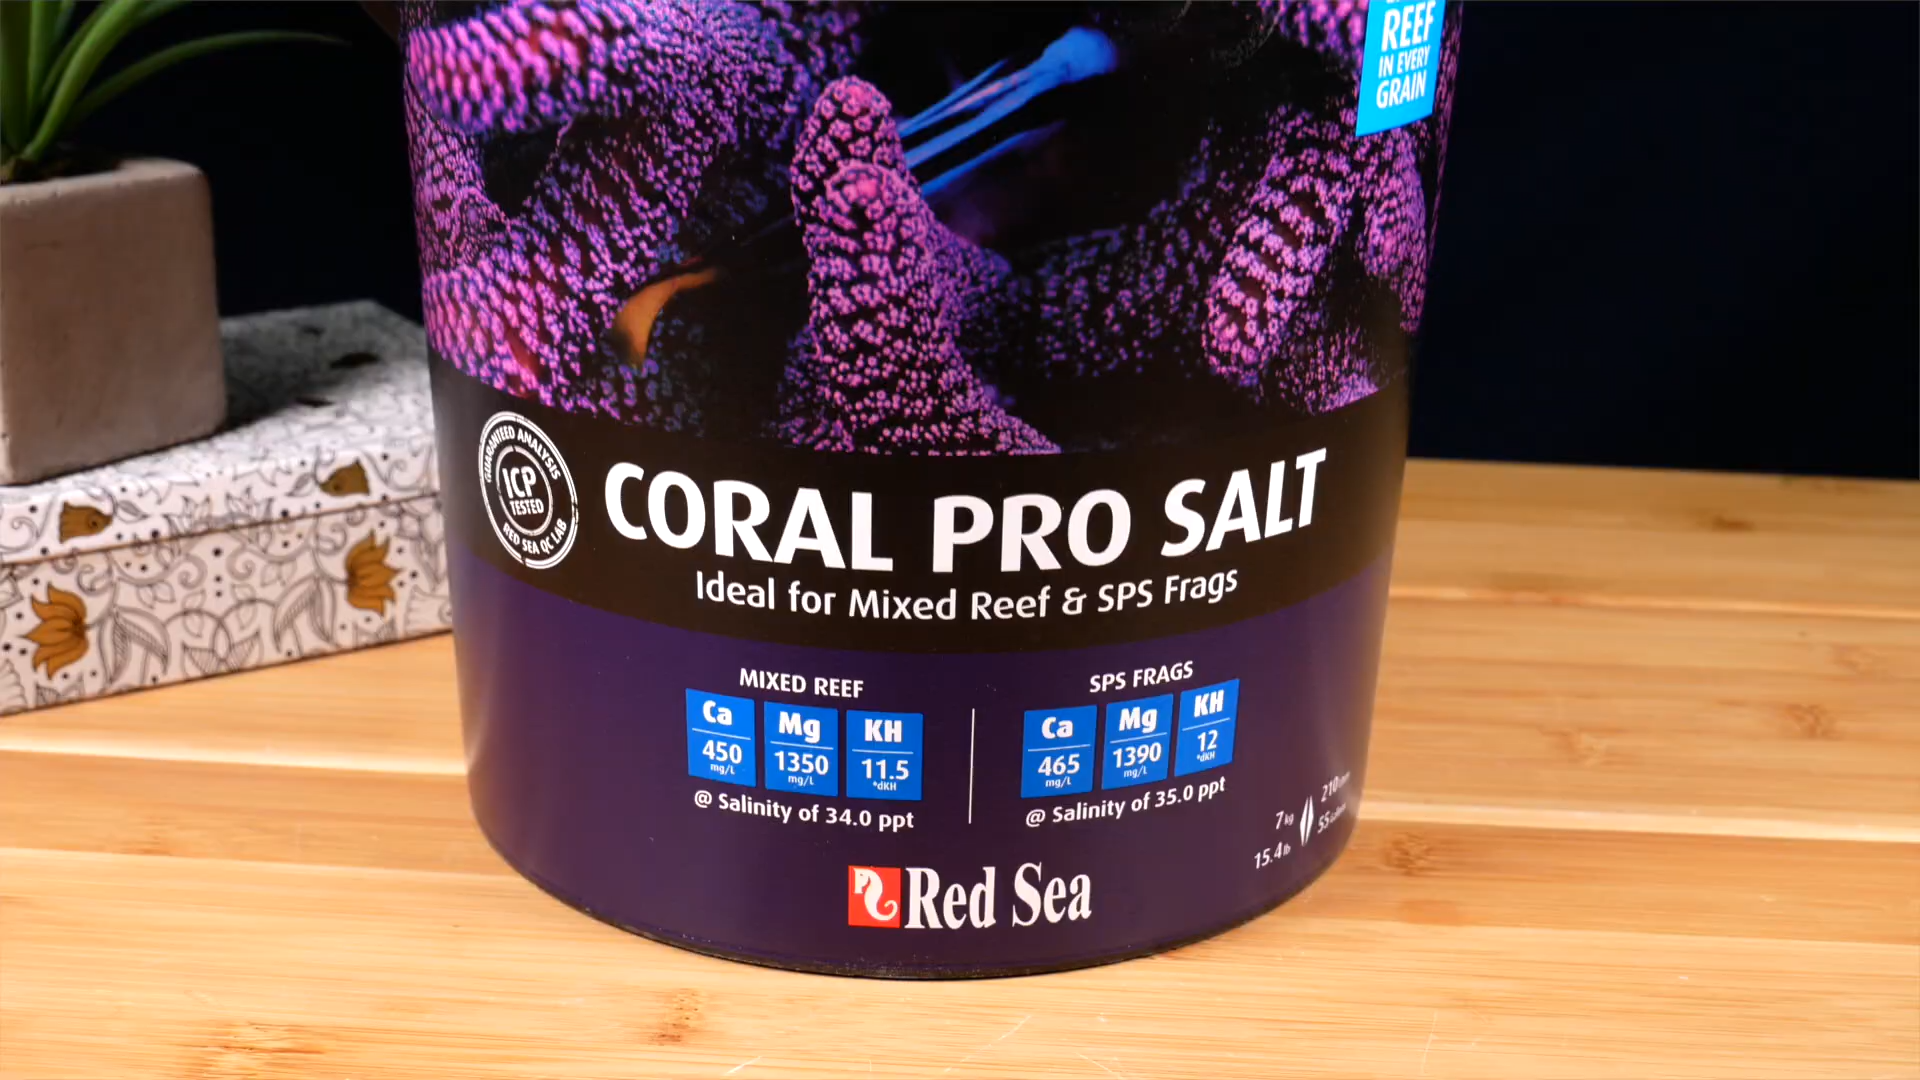 REEF
IN EVERY
GRAIN
GUARANTEED ANALYSIS
ICP
TESTED
RED SEA QC LAB
CORAL PRO SALT
Ideal for Mixed Reef & SPS Frags
MIXED REEF
Ca
450
mg/L
Mg
1350
mg/L
KH
11.5
°dKH
@ Salinity of 34.0 ppt
SPS FRAGS
Ca
465
mg/L
Mg
1390
mg/L
KH
12
°dKH
@ Salinity of 35.0 ppt
7kg
15.4lb
210
55
Red Sea